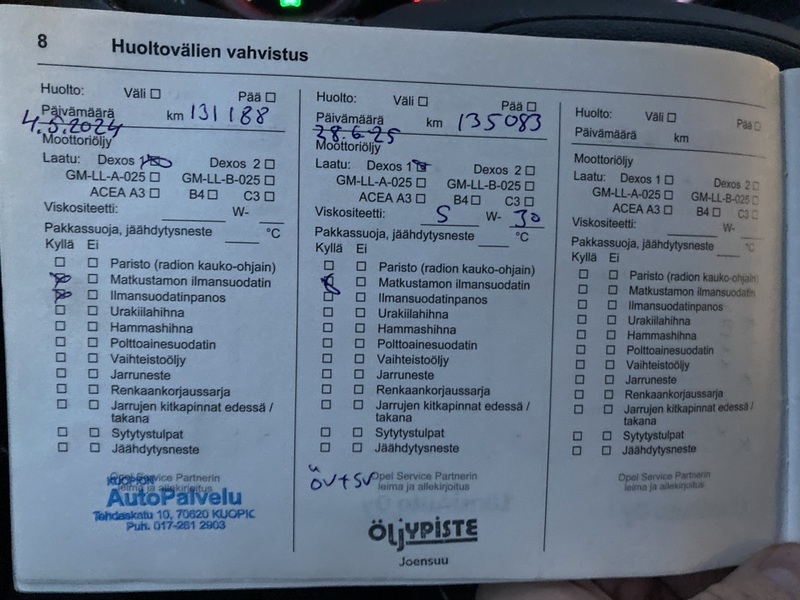 8 Huoltovälien vahvistus
Huolto: Väli ☐ Pää ☐
Päivämäärä km 131 188
4.5.2024
Moottoriöljy
Laatu: Dexos 1 Dexos 2 ☐
GM-LL-A-025 ☐ GM-LL-B-025 ☐
ACEA A3 ☐ B4 ☐ C3 ☐
Viskositeetti: W-
Pakkassuoja, jäähdytysneste °C
Kyllä Ei
Paristo (radion kauko-ohjain)
Matkustamon ilmansuodatin
Ilmansuodatinpanos
Urakiilahihna
Hammashihna
Polttoainesuodatin
Vaihteistoöljy
Jarruneste
Renkaankorjaussarja
Jarrujen kitkapinnat edessä /
takana
Sytytystulpat
Jäähdytysneste
Opel Service Partnerin
leima ja allekirjoitus
KUOPION
AutoPalvelu
Tehdaskatu 10, 70620 KUOPIO
Puh. 017-261 2903
Huolto: Väli ☐ Pää ☐
Päivämäärä km 135083
28.6.25
Moottoriöljy
Laatu: Dexos 1 Dexos 2 ☐
GM-LL-A-025 ☐ GM-LL-B-025 ☐
ACEA A3 ☐ B4 ☐ C3 ☐
Viskositeetti: 5 W- 30
Pakkassuoja, jäähdytysneste °C
Kyllä Ei
Paristo (radion kauko-ohjain)
Matkustamon ilmansuodatin
Ilmansuodatinpanos
Urakiilahihna
Hammashihna
Polttoainesuodatin
Vaihteistoöljy
Jarruneste
Renkaankorjaussarja
Jarrujen kitkapinnat edessä /
takana
Sytytystulpat
Jäähdytysneste
ÖV+SV Opel Service Partnerin
leima ja allekirjoitus
ÖljYPISTE
Joensuu
Huolto: Väli ☐ Pää ☐
Päivämäärä km
Moottoriöljy
Laatu: Dexos 1 ☐ Dexos 2 ☐
GM-LL-A-025 ☐ GM-LL-B-025 ☐
ACEA A3 ☐ B4 ☐ C3 ☐
Viskositeetti: W-
Pakkassuoja, jäähdytysneste °C
Kyllä Ei
Paristo (radion kauko-ohjain)
Matkustamon ilmansuodatin
Ilmansuodatinpanos
Urakiilahihna
Hammashihna
Polttoainesuodatin
Vaihteistoöljy
Jarruneste
Renkaankorjaussarja
Jarrujen kitkapinnat edessä /
takana
Sytytystulpat
Jäähdytysneste
Opel Service Partnerin
leima ja allekirjoitus